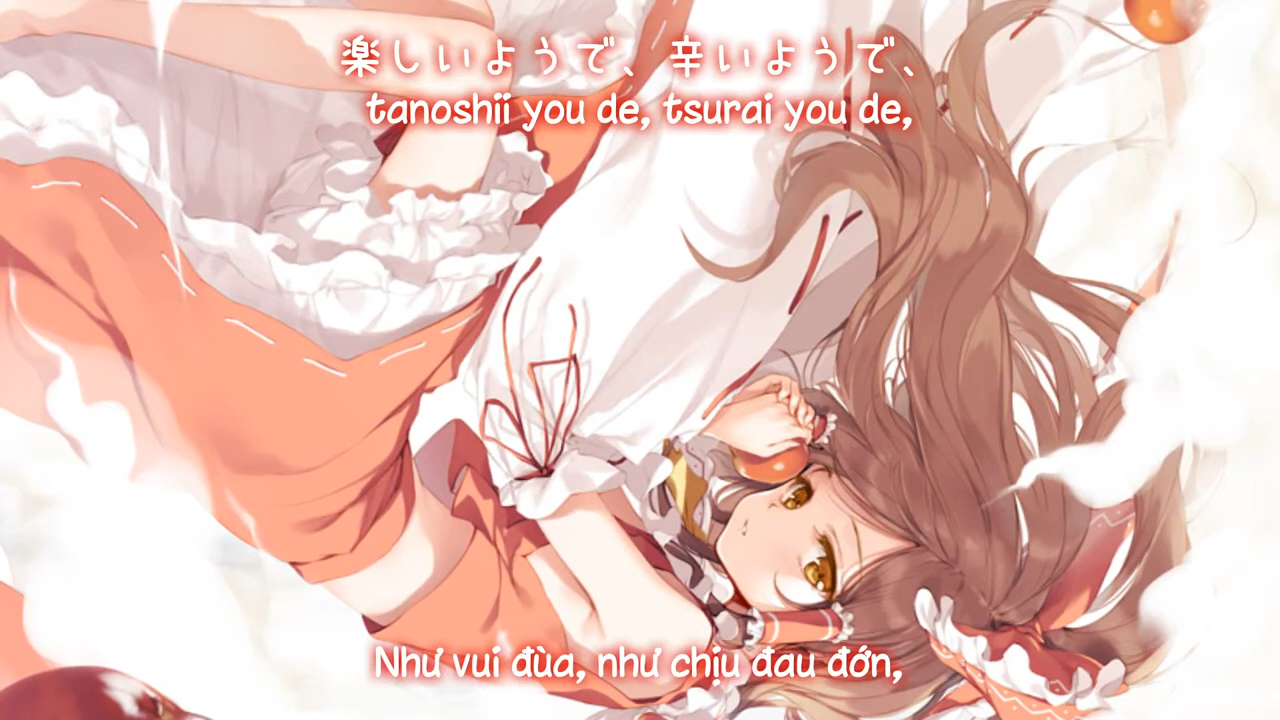 楽しいようで、辛いようで、
tanoshii you de, tsurai you de,
Như vui đùa, như chịu đau đớn,